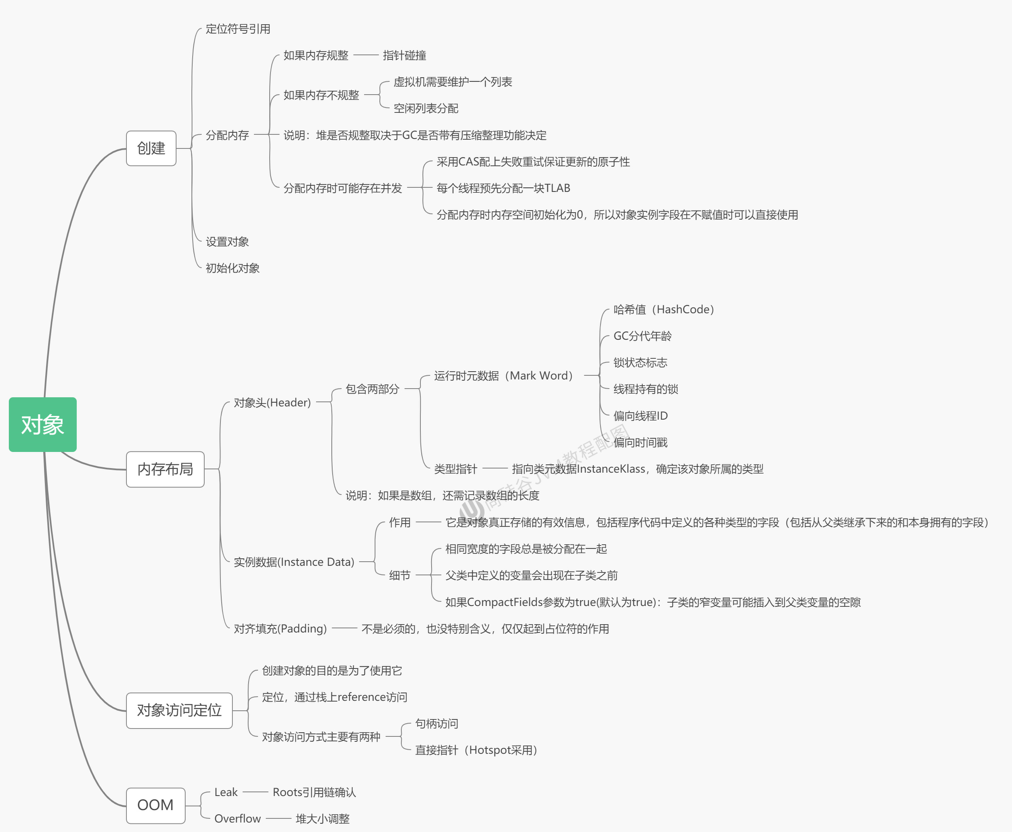 对象
创建
定位符号引用
分配内存
如果内存规整
指针碰撞
如果内存不规整
虚拟机需要维护一个列表
空闲列表分配
说明：堆是否规整取决于GC是否带有压缩整理功能决定
分配内存时可能存在并发
采用CAS配上失败重试保证更新的原子性
每个线程预先分配一块TLAB
分配内存时内存空间初始化为0，所以对象实例字段在不赋值时可以直接使用
设置对象
初始化对象
内存布局
对象头(Header)
包含两部分
运行时元数据（Mark Word）
哈希值（HashCode）
GC分代年龄
锁状态标志
线程持有的锁
偏向线程ID
偏向时间戳
类型指针
指向类元数据InstanceKlass，确定该对象所属的类型
说明：如果是数组，还需记录数组的长度
实例数据(Instance Data)
作用
它是对象真正存储的有效信息，包括程序代码中定义的各种类型的字段（包括从父类继承下来的和本身拥有的字段）
细节
相同宽度的字段总是被分配在一起
父类中定义的变量会出现在子类之前
如果CompactFields参数为true(默认为true)：子类的窄变量可能插入到父类变量的空隙
对齐填充(Padding)
不是必须的，也没特别含义，仅仅起到占位符的作用
对象访问定位
创建对象的目的是为了使用它
定位，通过栈上reference访问
对象访问方式主要有两种
句柄访问
直接指针（Hotspot采用）
OOM
Leak
Roots引用链确认
Overflow
堆大小调整
尚硅谷JVM教程配图